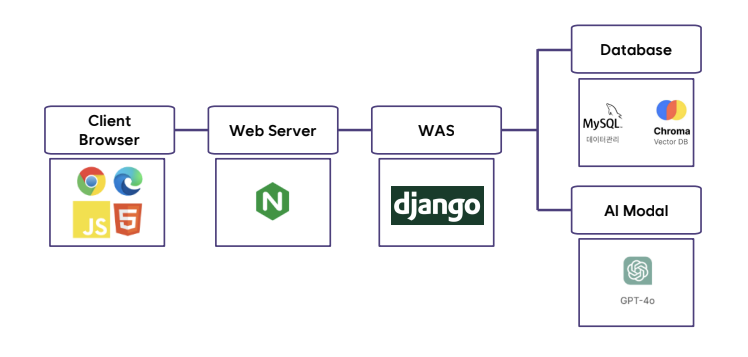 Client
Browser
Web Server
WAS
Database
AI Modal
JS
5
N
django
MySQL
데이터관리
Chroma
Vector DB
GPT-4o